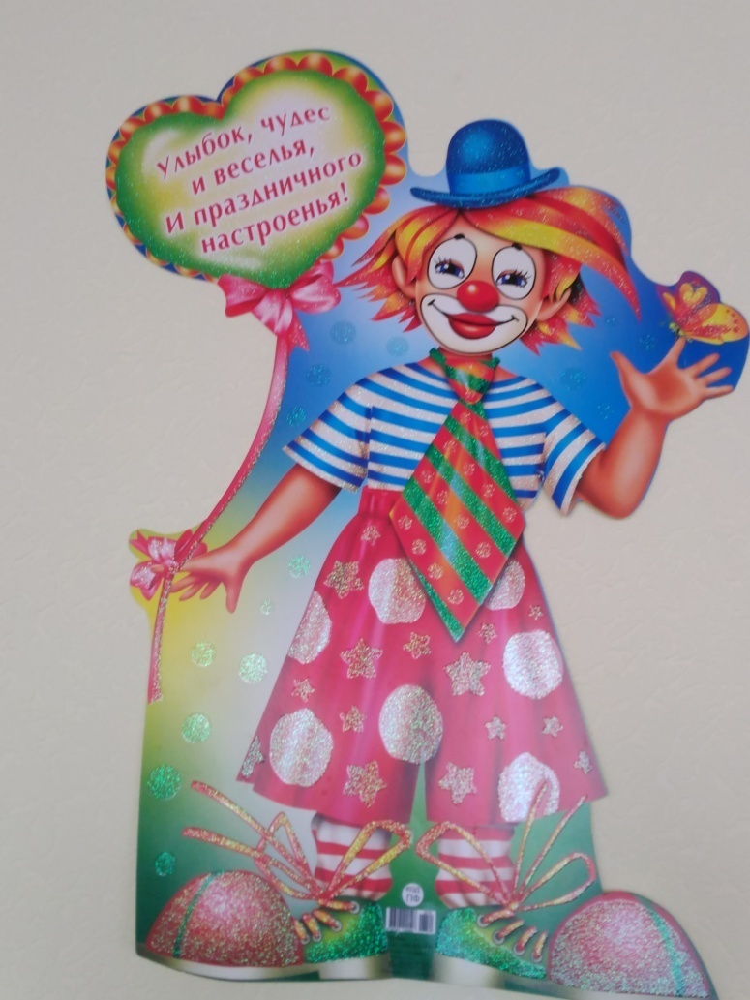 Улыбок, чудес
и веселья,
И праздничного
настроенья!